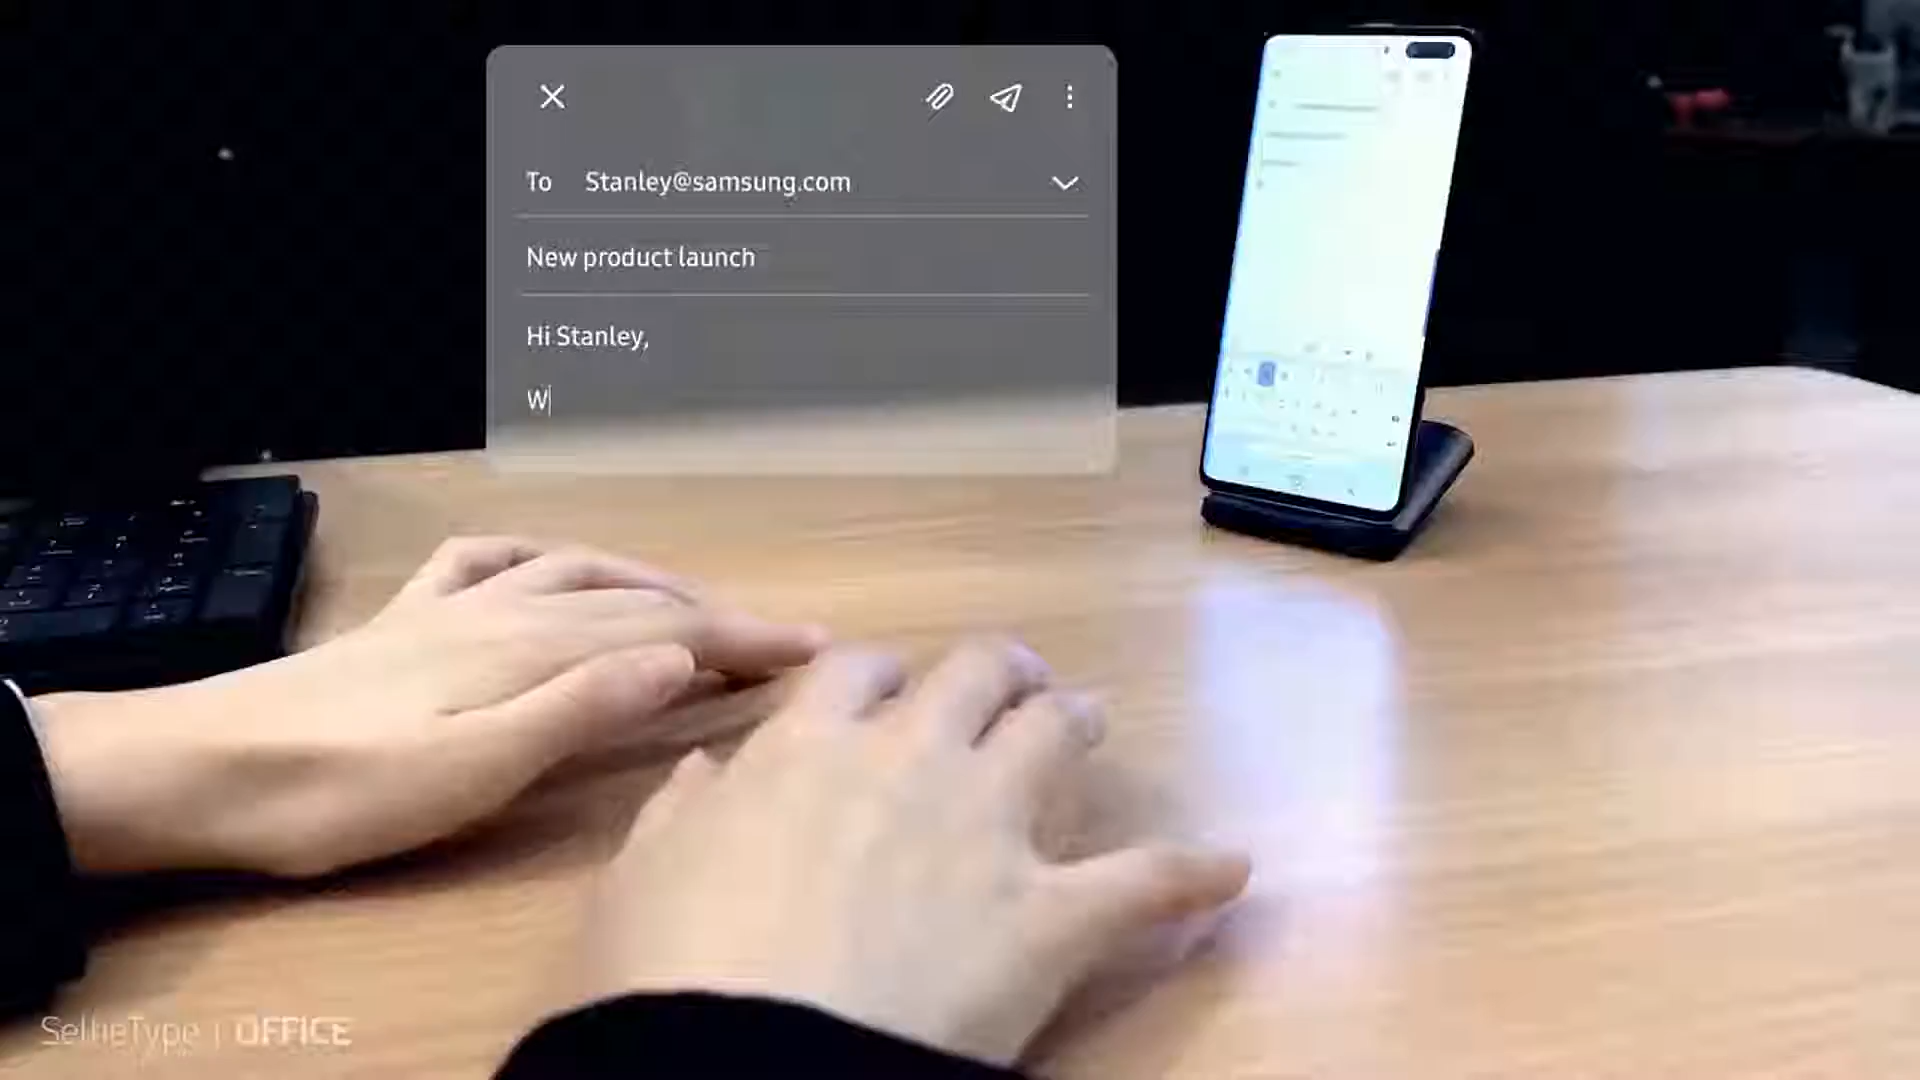 To Stanley@samsung.com
New product launch
Hi Stanley,
W
SelfieType | OFFICE